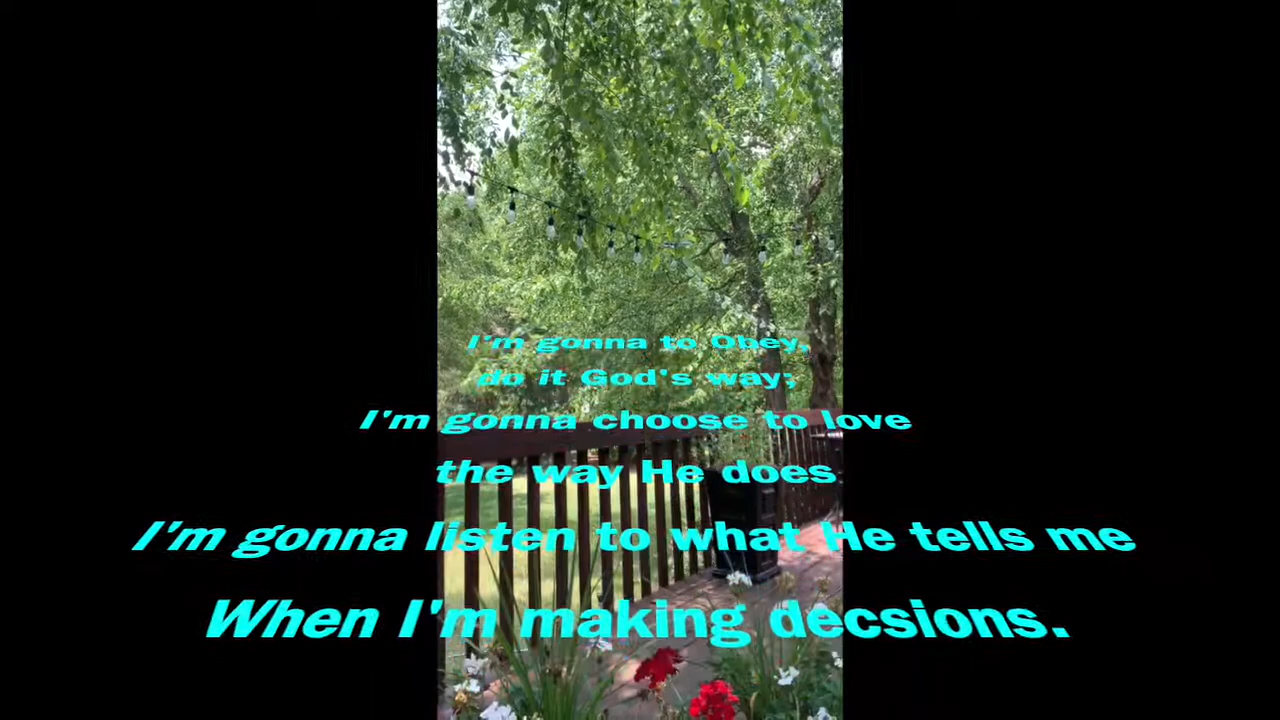 I'm gonna to Obey,
do it God's way;
I'm gonna choose to love
the way He does
I'm gonna listen to what He tells me
When I'm making decsions.